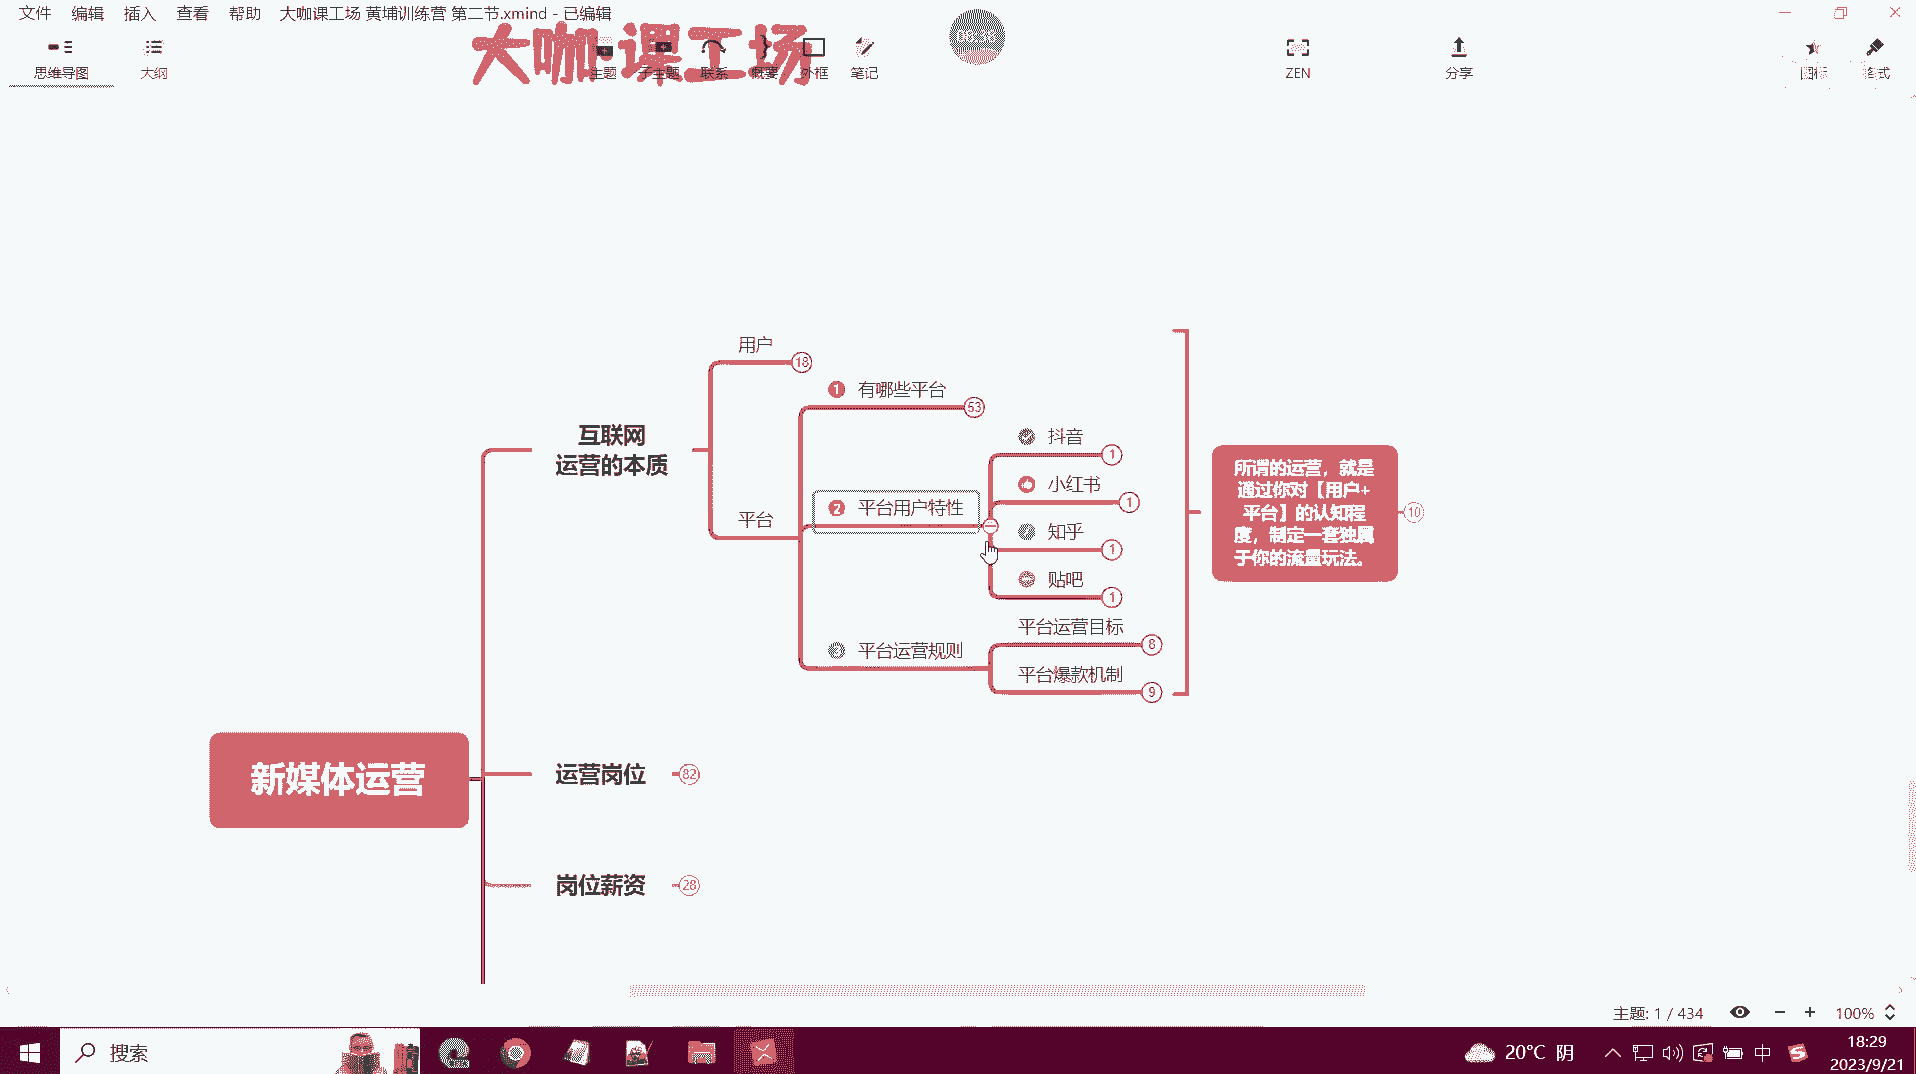 文件 编辑 插入 查看 帮助 大咖课工场 黄埔训练营 第二节.xmind - 已编辑
大咖课工场
思维导图 大纲 主题 子主题 联系 概要 外框 笔记 ZEN 分享 图标 格式
用户 18
1 有哪些平台 53
抖音 1
互联网
运营的本质
小红书 1
2 平台用户特性
平台
知乎 1
贴吧 1
平台运营目标 8
3 平台运营规则
平台爆款机制 9
所谓的运营，就是
通过你对【用户+
平台】的认知程
度，制定一套独属
于你的流量玩法。
10
新媒体运营
运营岗位 82
岗位薪资 28
主题: 1 / 434 100%
搜索 20°C 阴 中 18:29
2023/9/21